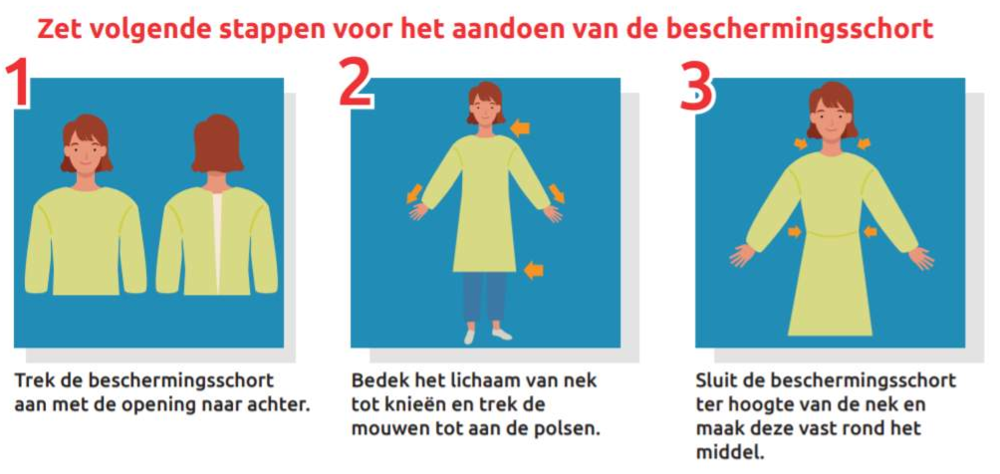 Zet volgende stappen voor het aandoen van de beschermingsschort
1
Trek de beschermingsschort
aan met de opening naar achter.
2
Bedek het lichaam van nek
tot knieën en trek de
mouwen tot aan de polsen.
3
Sluit de beschermingsschort
ter hoogte van de nek en
maak deze vast rond het
middel.